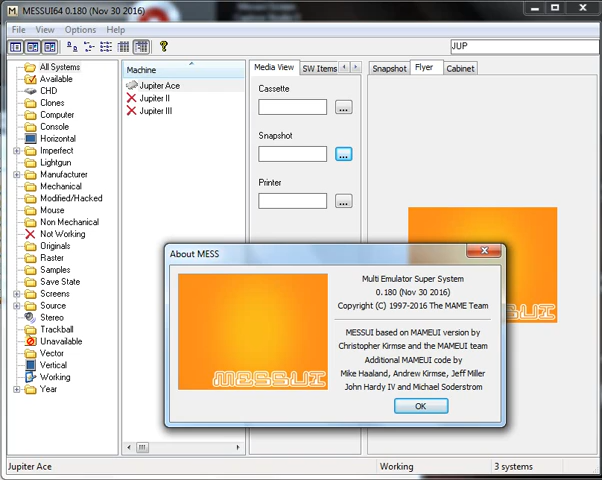 MESSUI64 0.180 (Nov 30 2016)
File View Options Help
JUP
All Systems
Available
CHD
Clones
Computer
Console
Horizontal
Imperfect
Lightgun
Manufacturer
Mechanical
Modified/Hacked
Mouse
Non Mechanical
Not Working
Originals
Raster
Samples
Save State
Screens
Source
Stereo
Trackball
Unavailable
Vector
Vertical
Working
Year
Machine
Jupiter Ace
Jupiter II
Jupiter III
Media View SW Items
Cassette
...
Snapshot
...
Printer
...
Snapshot Flyer Cabinet
About MESS
MESSUI
Multi Emulator Super System
0.180 (Nov 30 2016)
Copyright (C) 1997-2016 The MAME Team
MESSUI based on MAMEUI version by
Christopher Kirmse and the MAMEUI team
Additional MAMEUI code by
Mike Haaland, Andrew Kirmse, Jeff Miller
John Hardy IV and Michael Soderstrom
OK
Jupiter Ace Working 3 systems